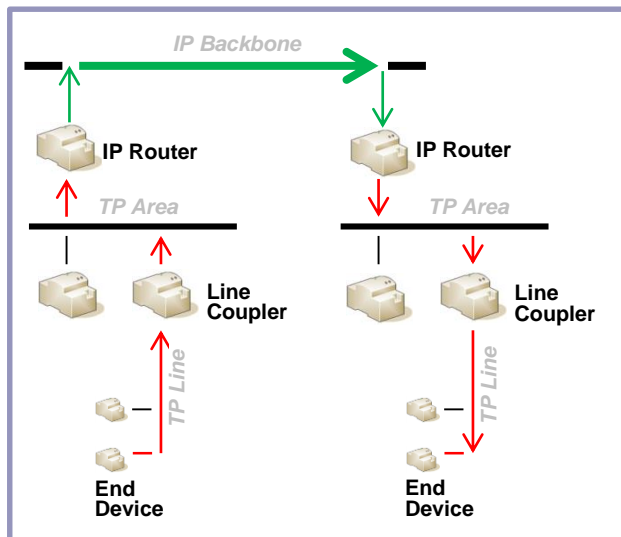 IP Backbone
IP Router
IP Router
TP Area
TP Area
Line
Coupler
Line
Coupler
TP Line
TP Line
End
Device
End
Device